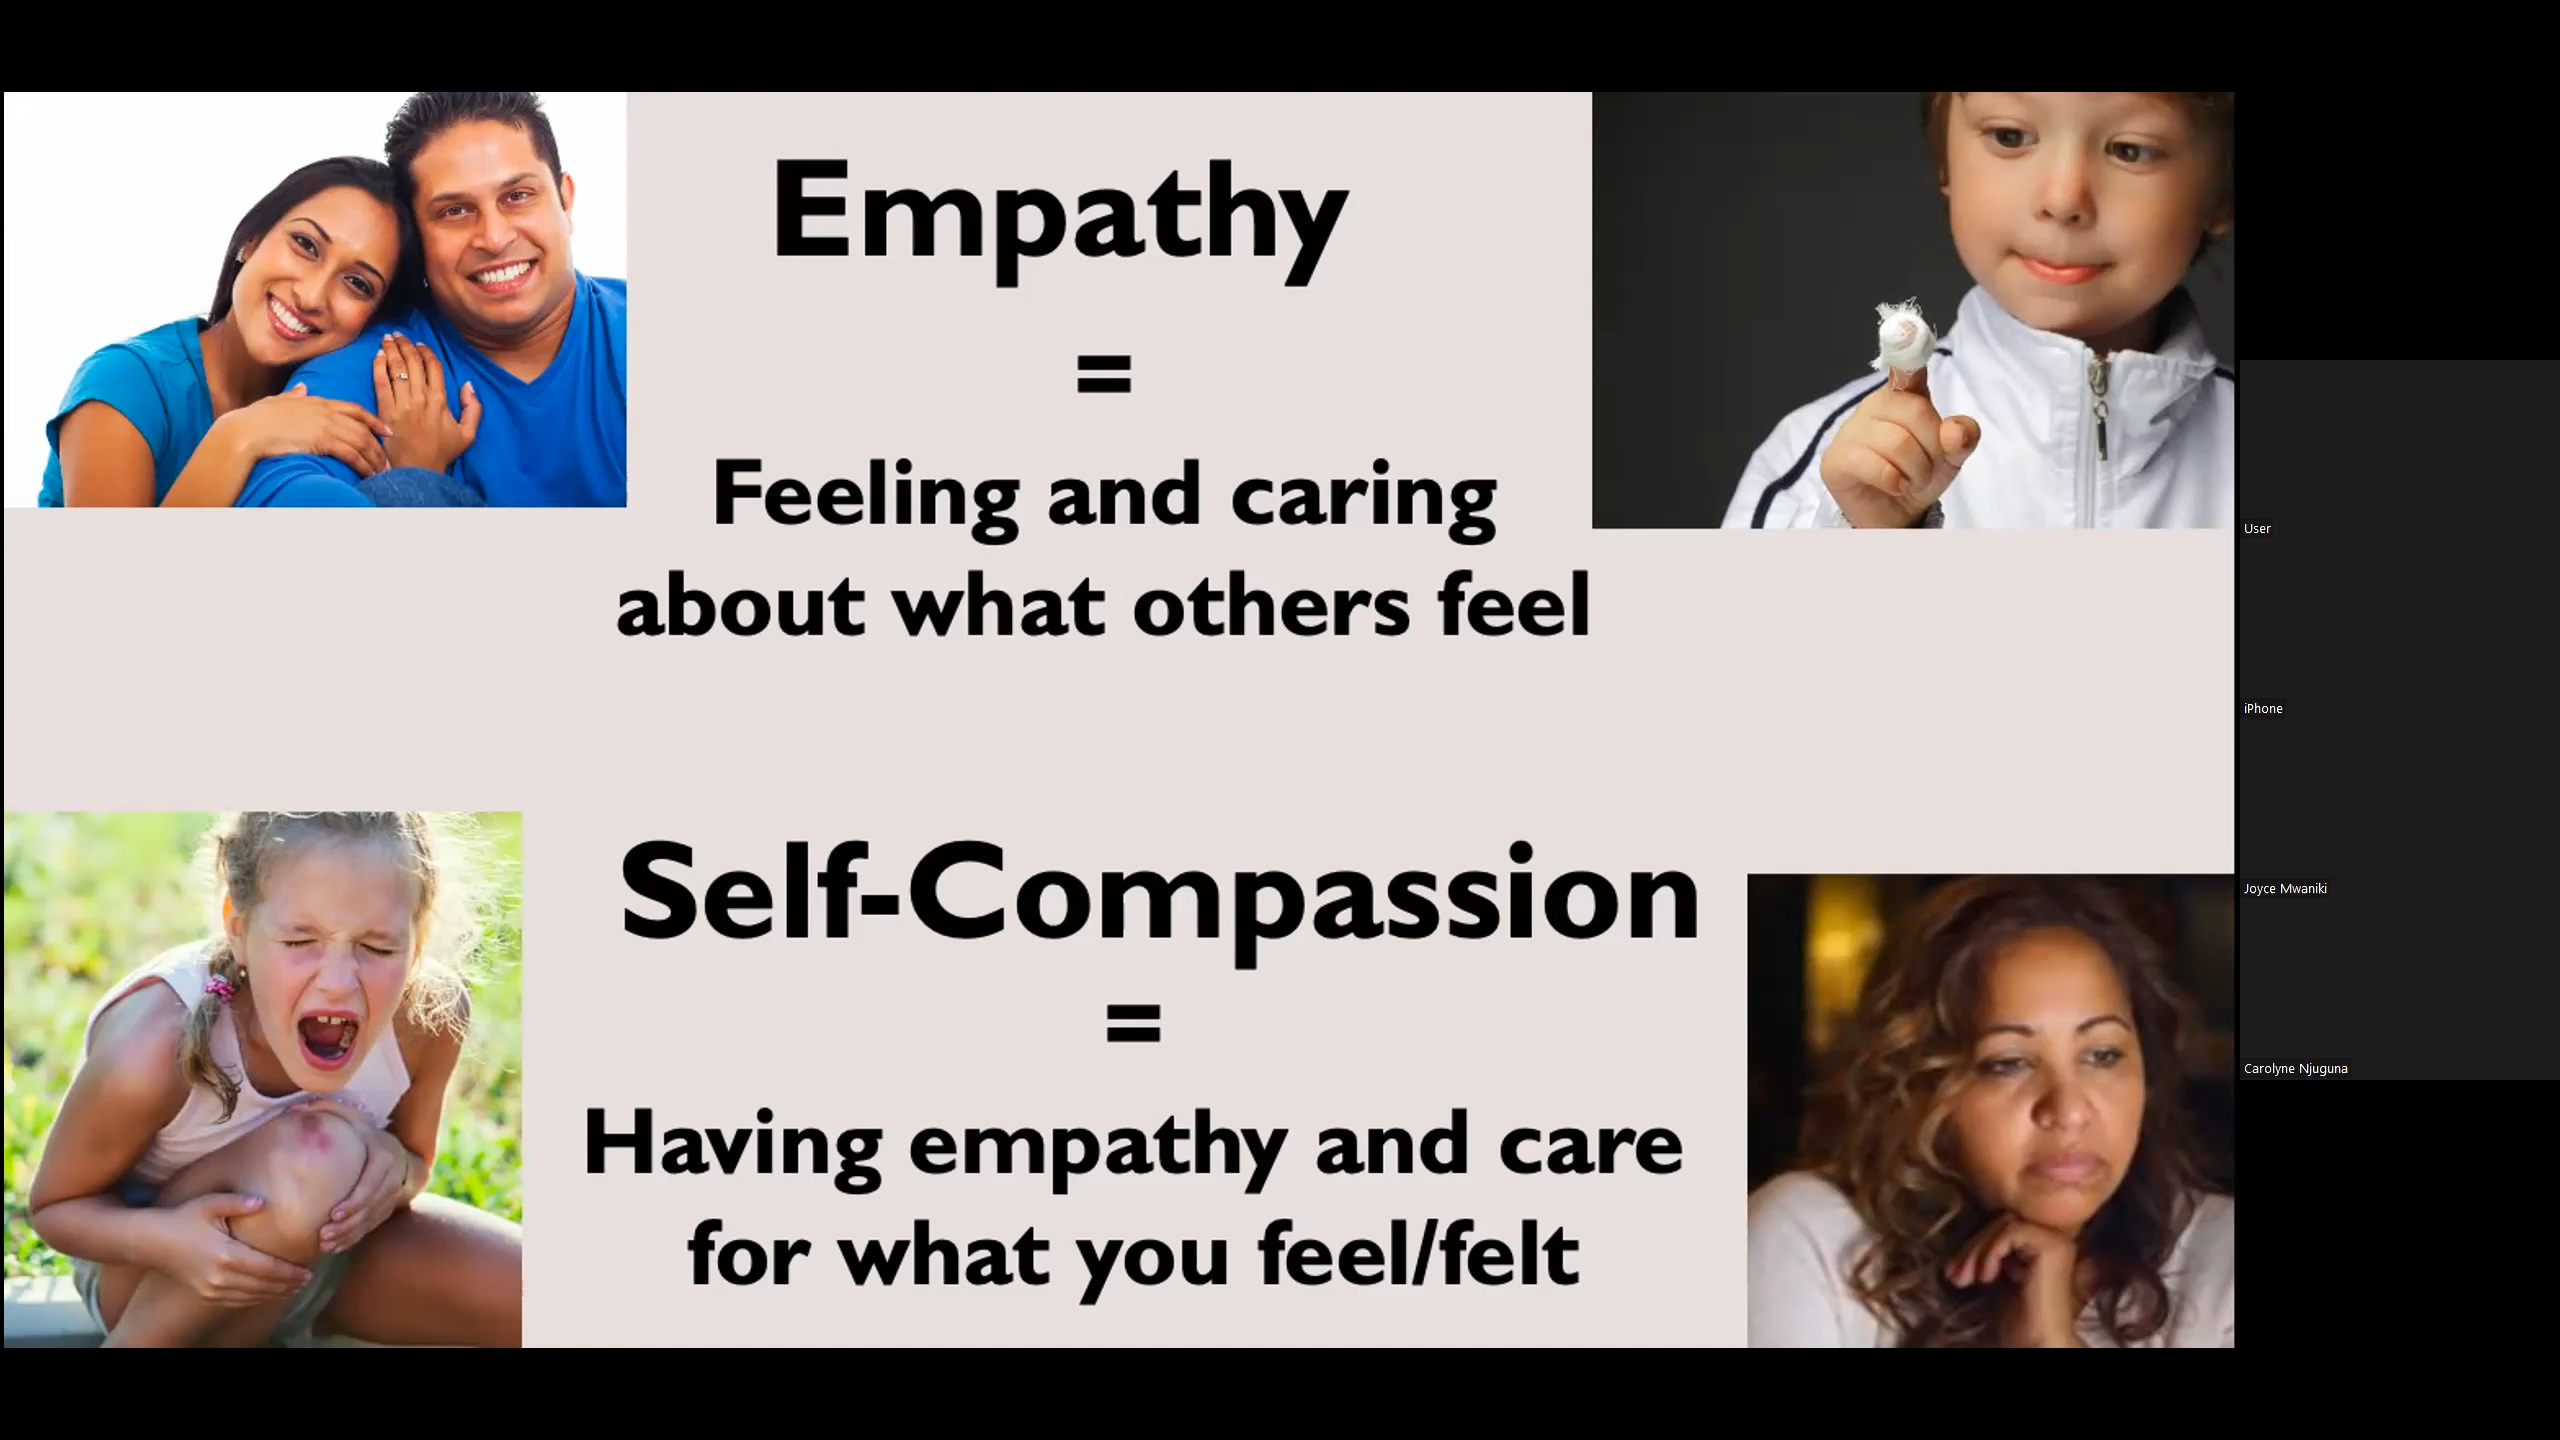 Empathy
=
Feeling and caring
about what others feel
Self-Compassion
=
Having empathy and care
for what you feel/felt
User
iPhone
Joyce Mwaniki
Carolyne Njuguna